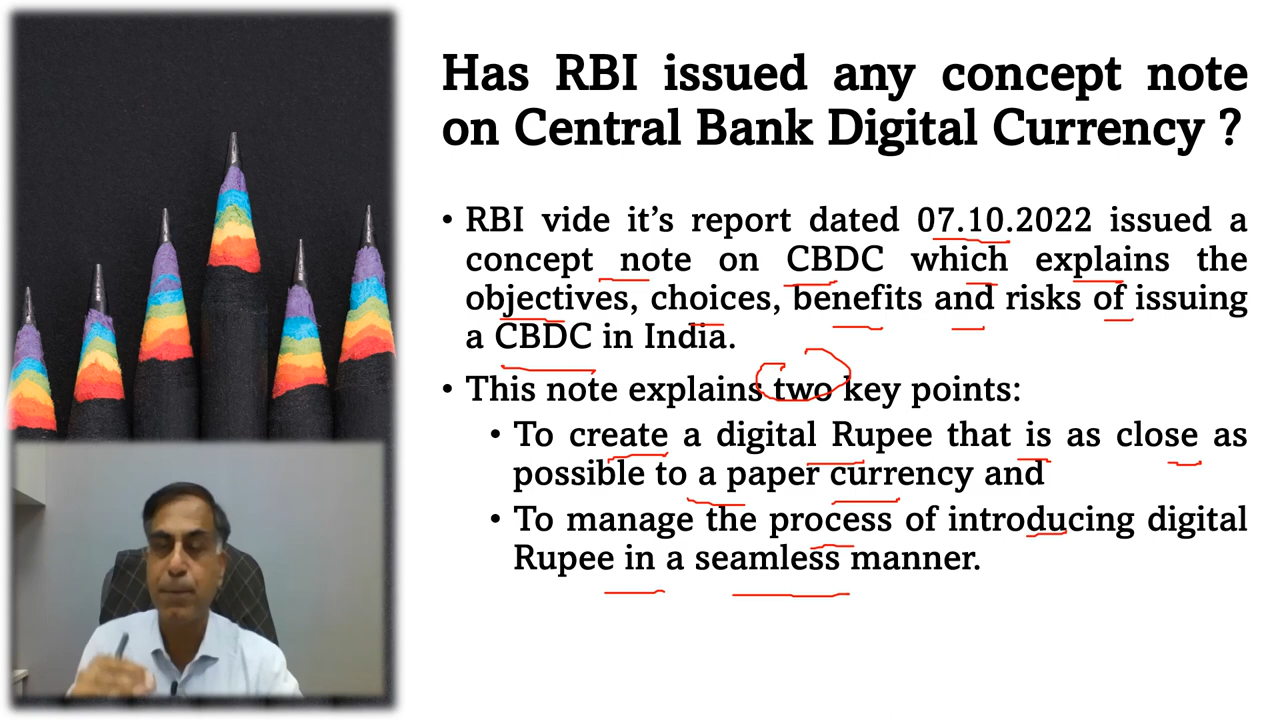 Has RBI issued any concept note
on Central Bank Digital Currency ?
• RBI vide it's report dated 07.10.2022 issued a
concept note on CBDC which explains the
objectives, choices, benefits and risks of issuing
a CBDC in India.
• This note explains two key points:
• To create a digital Rupee that is as close as
possible to a paper currency and
• To manage the process of introducing digital
Rupee in a seamless manner.